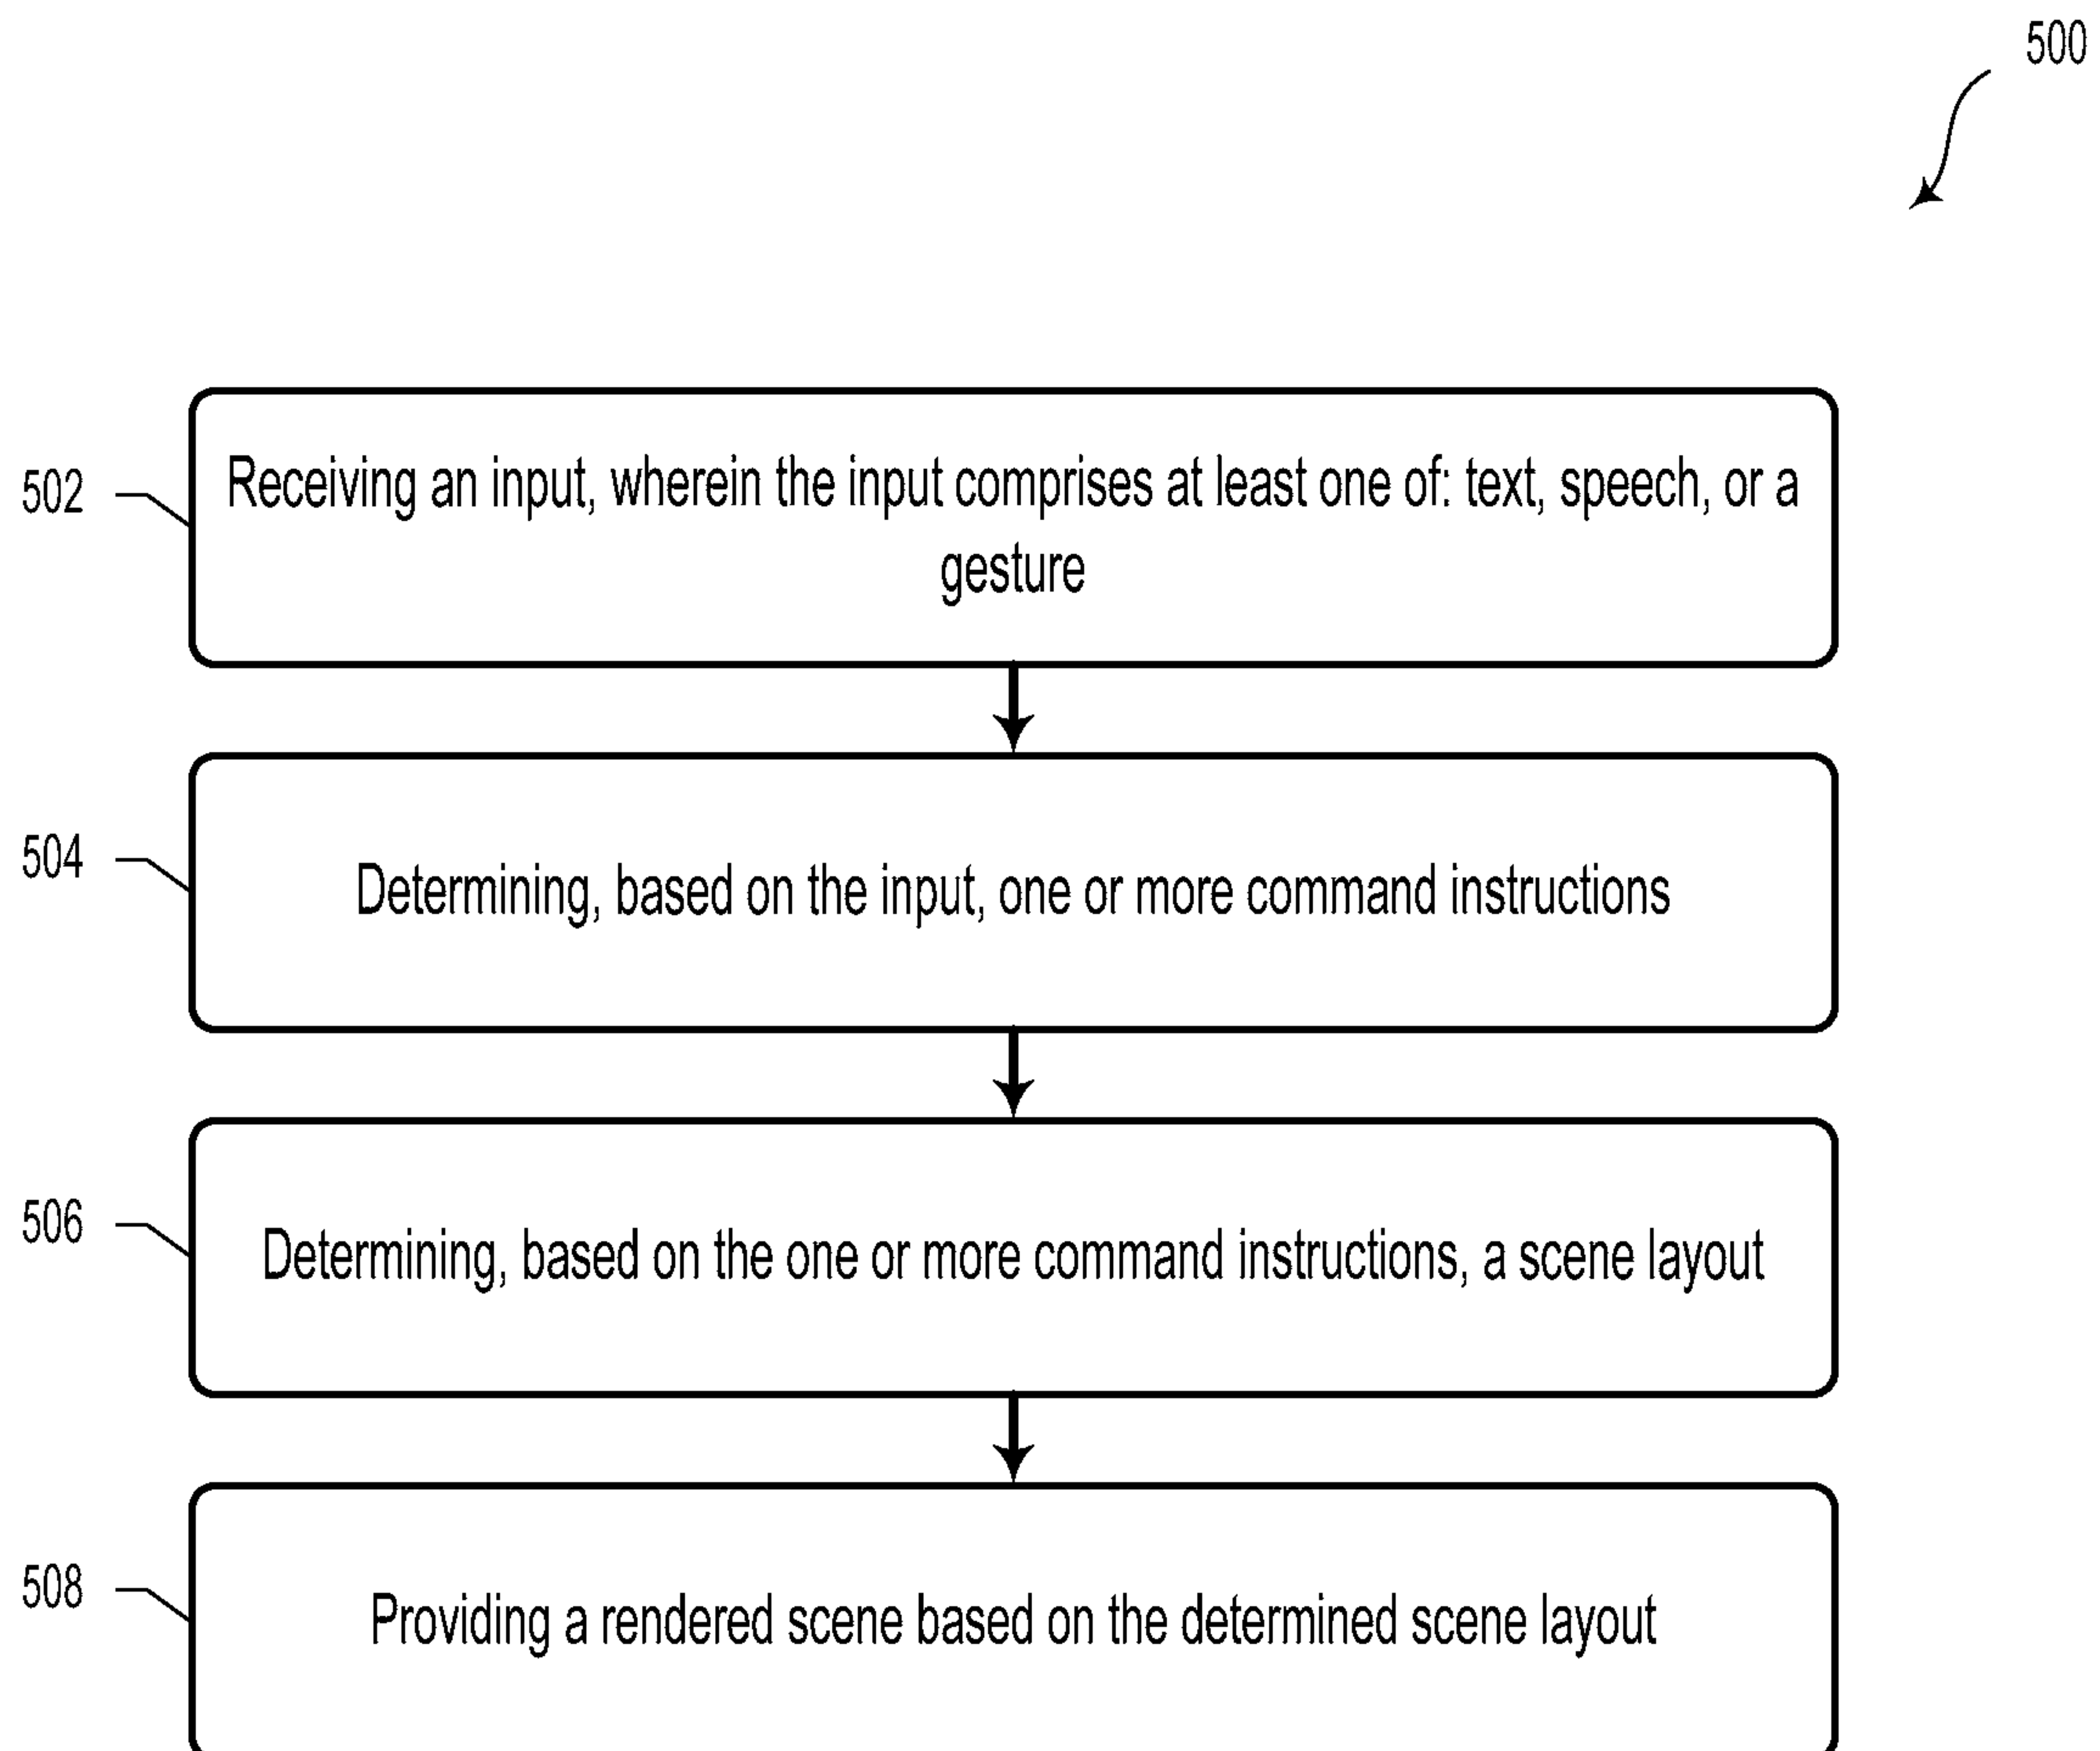 500
502
Receiving an input, wherein the input comprises at least one of: text, speech, or a
gesture
504
Determining, based on the input, one or more command instructions
506
Determining, based on the one or more command instructions, a scene layout
508
Providing a rendered scene based on the determined scene layout